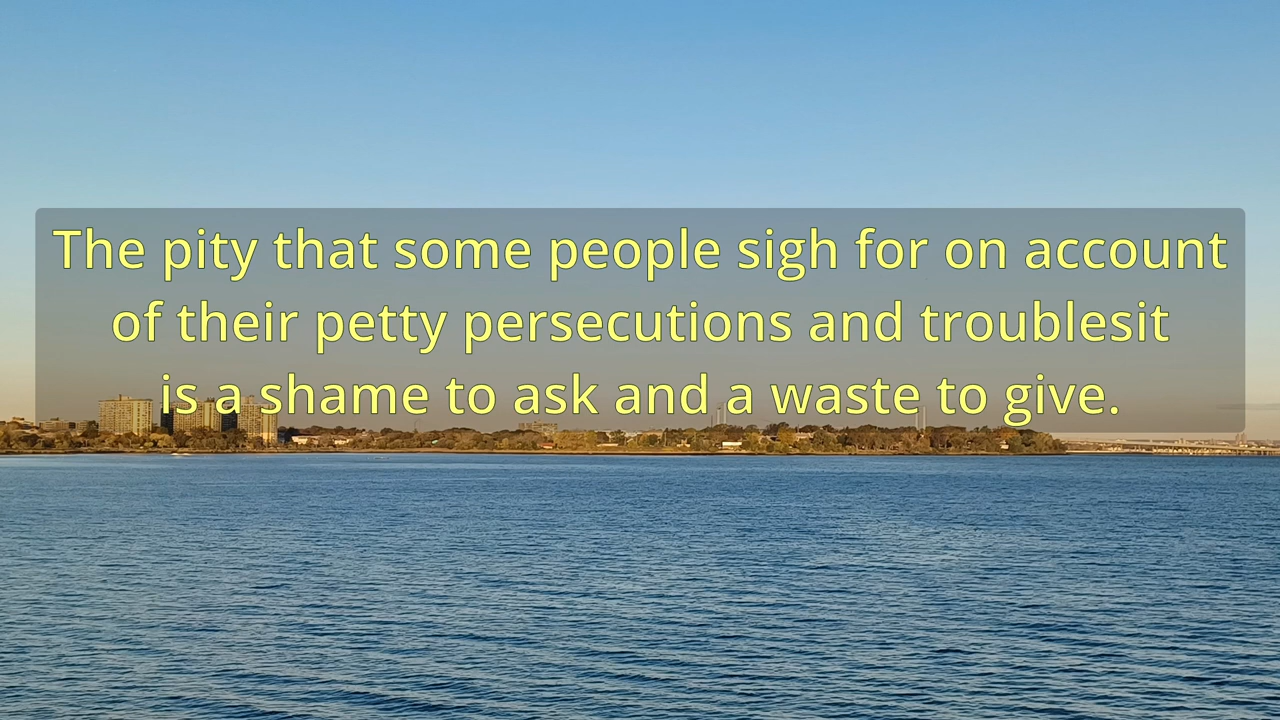 The pity that some people sigh for on account
of their petty persecutions and troublesit
is a shame to ask and a waste to give.